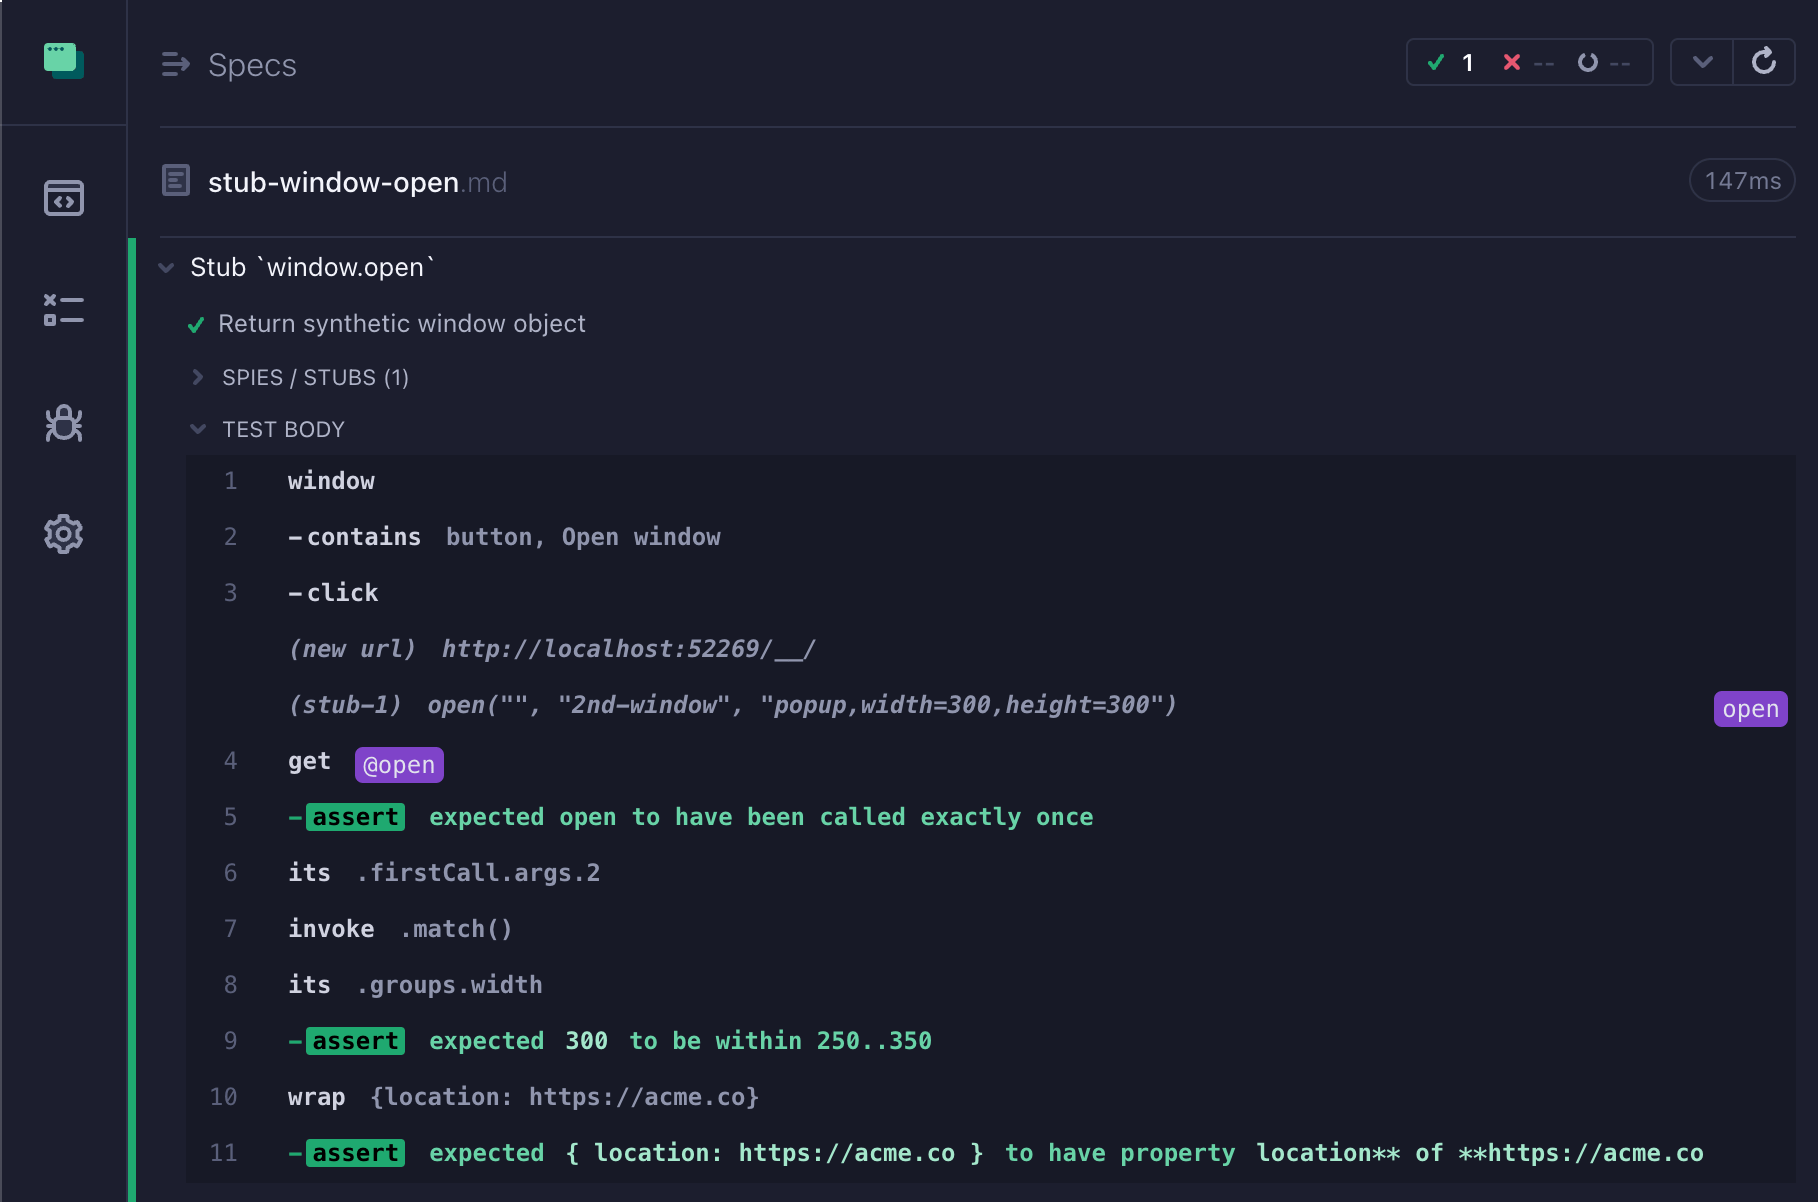 Specs
1 -- --
stub-window-open.md
147ms
Stub `window.open`
Return synthetic window object
SPIES / STUBS (1)
TEST BODY
1 window
2 -contains button, Open window
3 -click
(new url) http://localhost:52269/__/
(stub-1) open("", "2nd-window", "popup,width=300,height=300") open
4 get @open
5 -assert expected open to have been called exactly once
6 its .firstCall.args.2
7 invoke .match()
8 its .groups.width
9 -assert expected 300 to be within 250..350
10 wrap {location: https://acme.co}
11 -assert expected { location: https://acme.co } to have property location** of **https://acme.co